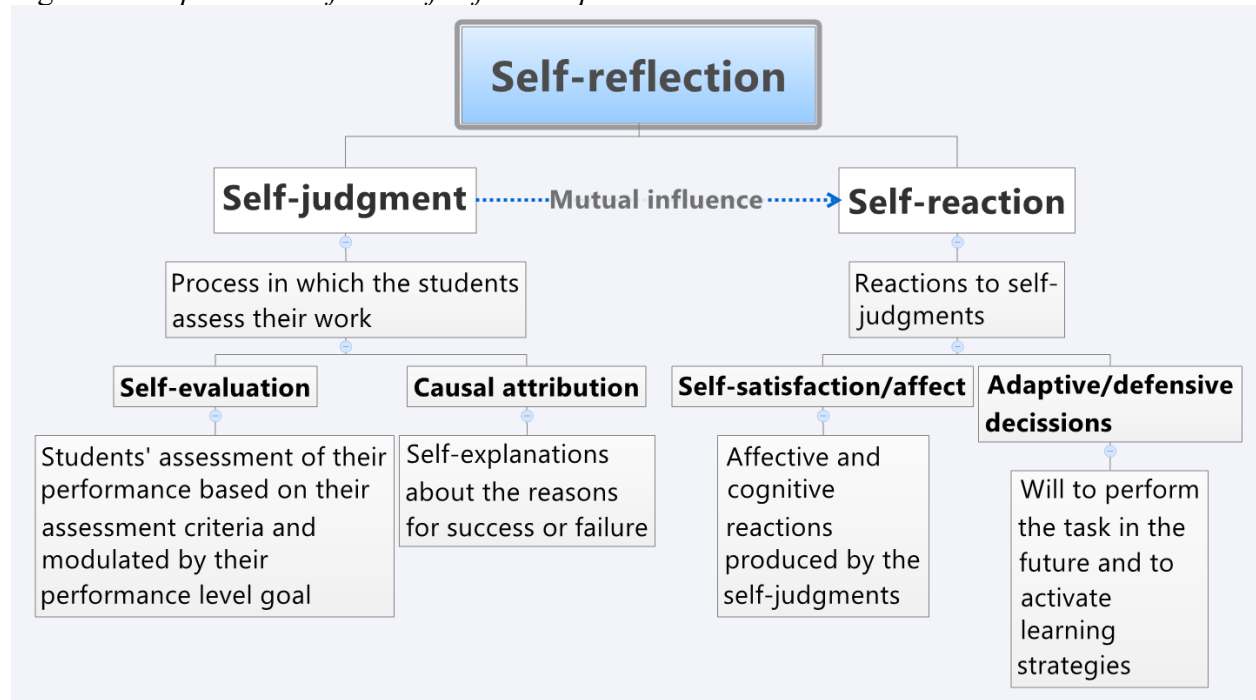 Self-reflection
Self-judgment
Mutual influence
Self-reaction
Process in which the students
assess their work
Reactions to self-
judgments
Self-evaluation
Causal attribution
Self-satisfaction/affect
Adaptive/defensive
decissions
Students' assessment of their
performance based on their
assessment criteria and
modulated by their
performance level goal
Self-explanations
about the reasons
for success or failure
Affective and
cognitive
reactions
produced by the
self-judgments
Will to perform
the task in the
future and to
activate
learning
strategies